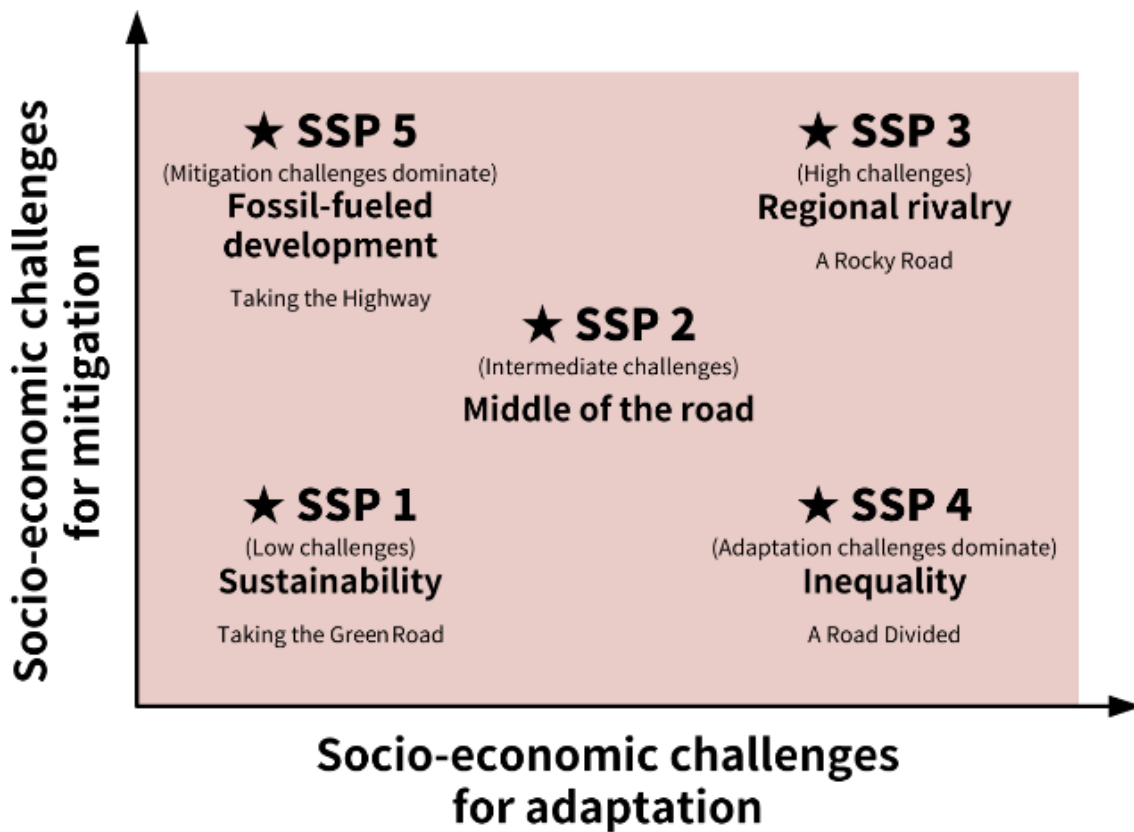 Socio-economic challenges
for mitigation
★ SSP 5
(Mitigation challenges dominate)
Fossil-fueled
development
Taking the Highway
★ SSP 3
(High challenges)
Regional rivalry
A Rocky Road
★ SSP 2
(Intermediate challenges)
Middle of the road
★ SSP 1
(Low challenges)
Sustainability
Taking the Green Road
★ SSP 4
(Adaptation challenges dominate)
Inequality
A Road Divided
Socio-economic challenges
for adaptation